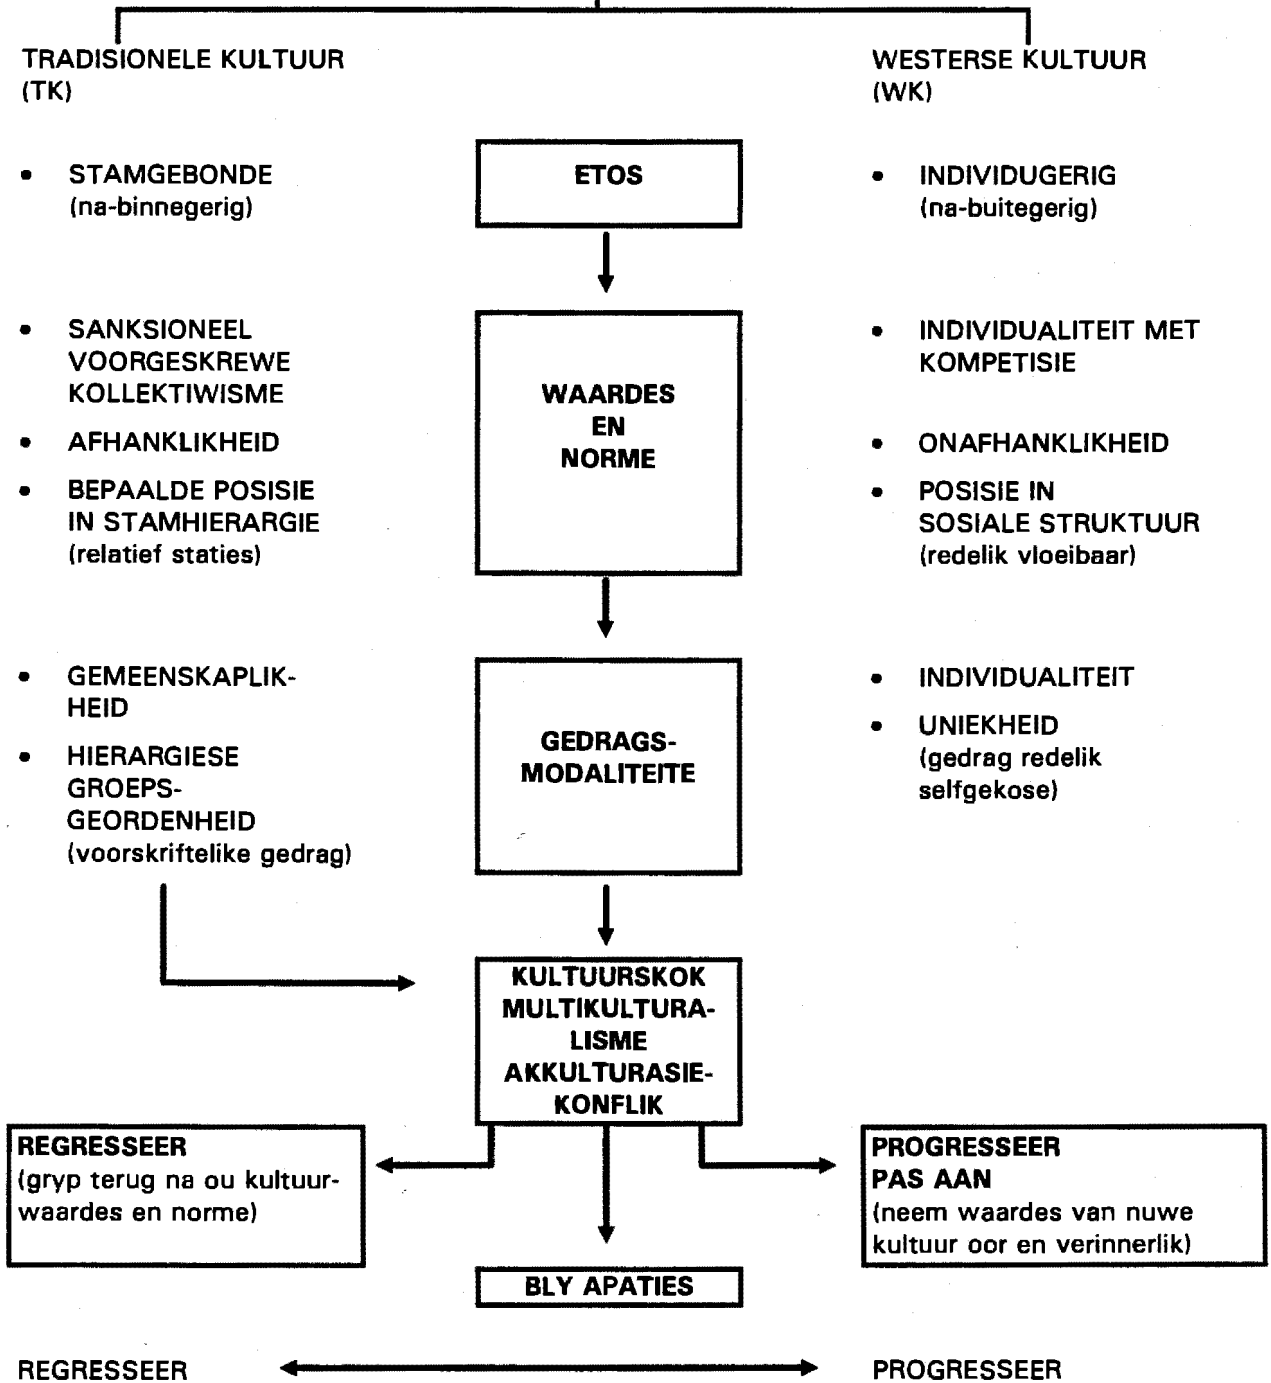 TRADISIONELE KULTUUR
(TK)
WESTERSE KULTUUR
(WK)
• STAMGEBONDE
(na-binnegerig)
ETOS
• INDIVIDUGERIG
(na-buitegerig)
• SANKSIONEEL
VOORGESKREWE
KOLLEKTIWISME
• AFHANKLIKHEID
• BEPAALDE POSISIE
IN STAMHIERARGIE
(relatief staties)
WAARDES
EN
NORME
• INDIVIDUALITEIT MET
KOMPETISIE
• ONAFHANKLIKHEID
• POSISIE IN
SOSIALE STRUKTUUR
(redelik vloeibaar)
• GEMEENSKAPLIK-
HEID
• HIERARGIESE
GROEPS-
GEORDENHEID
(voorskriftelike gedrag)
GEDRAGS-
MODALITEITE
• INDIVIDUALITEIT
• UNIEKHEID
(gedrag redelik
selfgekose)
KULTUURSKOK
MULTIKULTURA-
LISME
AKKULTURASIE-
KONFLIK
REGRESSEER
(gryp terug na ou kultuur-
waardes en norme)
PROGRESSEER
PAS AAN
(neem waardes van nuwe
kultuur oor en verinnerlik)
BLY APATIES
REGRESSEER
PROGRESSEER